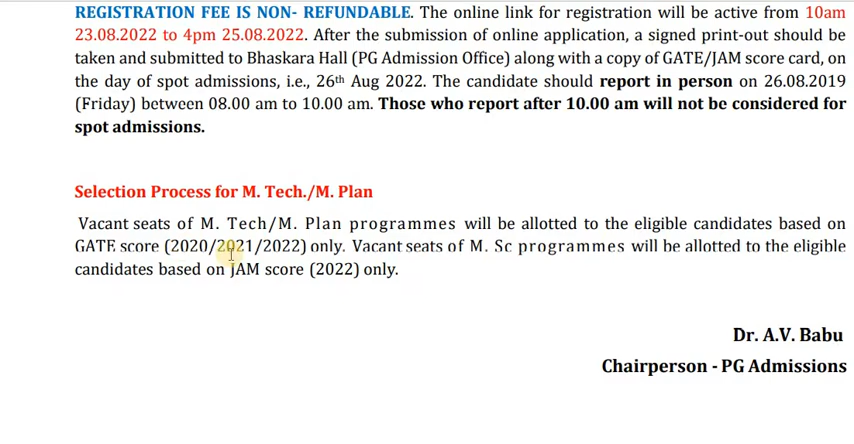 REGISTRATION FEE IS NON- REFUNDABLE. The online link for registration will be active from 10am
23.08.2022 to 4pm 25.08.2022. After the submission of online application, a signed print-out should be
taken and submitted to Bhaskara Hall (PG Admission Office) along with a copy of GATE/JAM score card, on
the day of spot admissions, i.e., 26th Aug 2022. The candidate should report in person on 26.08.2019
(Friday) between 08.00 am to 10.00 am. Those who report after 10.00 am will not be considered for
spot admissions.
Selection Process for M. Tech./M. Plan
Vacant seats of M. Tech/M. Plan programmes will be allotted to the eligible candidates based on
GATE score (2020/2021/2022) only. Vacant seats of M. Sc programmes will be allotted to the eligible
candidates based on JAM score (2022) only.
Dr. A.V. Babu
Chairperson - PG Admissions